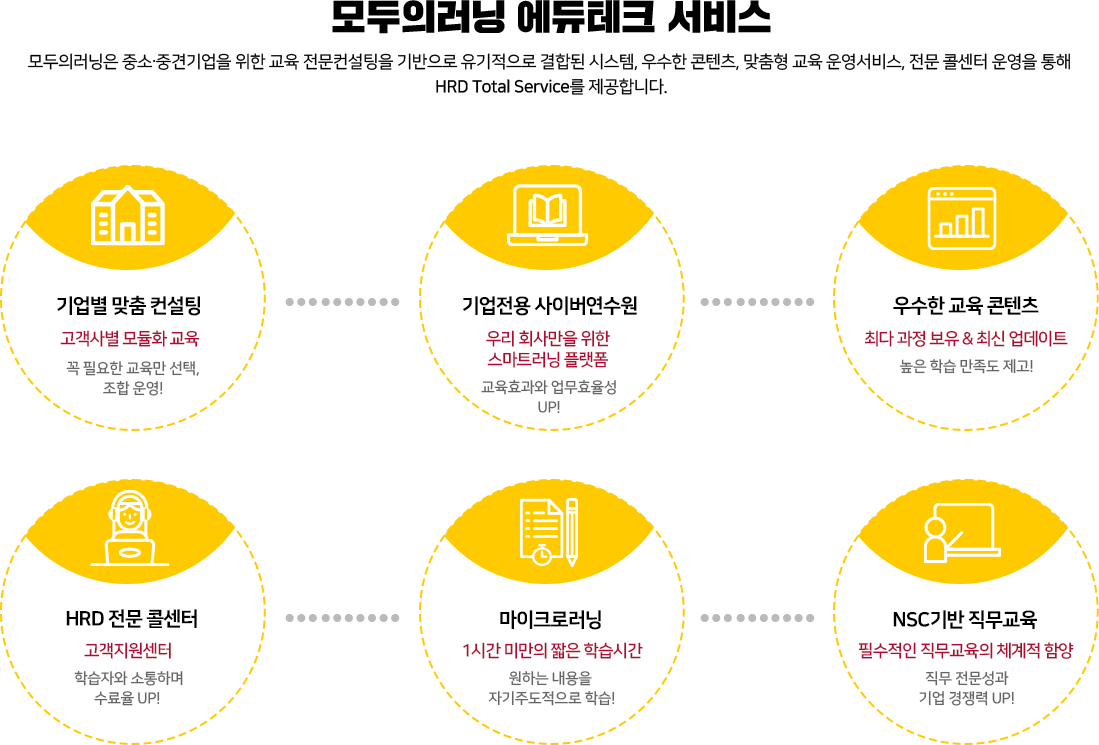 모두의러닝 에듀테크 서비스
모두의러닝은 중소·중견기업을 위한 교육 전문컨설팅을 기반으로 유기적으로 결합된 시스템, 우수한 콘텐츠, 맞춤형 교육 운영서비스, 전문 콜센터 운영을 통해
HRD Total Service를 제공합니다.
기업별 맞춤 컨설팅
고객사별 모듈화 교육
꼭 필요한 교육만 선택,
조합 운영!
기업전용 사이버연수원
우리 회사만을 위한
스마트러닝 플랫폼
교육효과와 업무효율성
UP!
우수한 교육 콘텐츠
최다 과정 보유 & 최신 업데이트
높은 학습 만족도 제고!
HRD 전문 콜센터
고객지원센터
학습자와 소통하며
수료율 UP!
마이크로러닝
1시간 미만의 짧은 학습시간
원하는 내용을
자기주도적으로 학습!
NSC기반 직무교육
필수적인 직무교육의 체계적 함양
직무 전문성과
기업 경쟁력 UP!